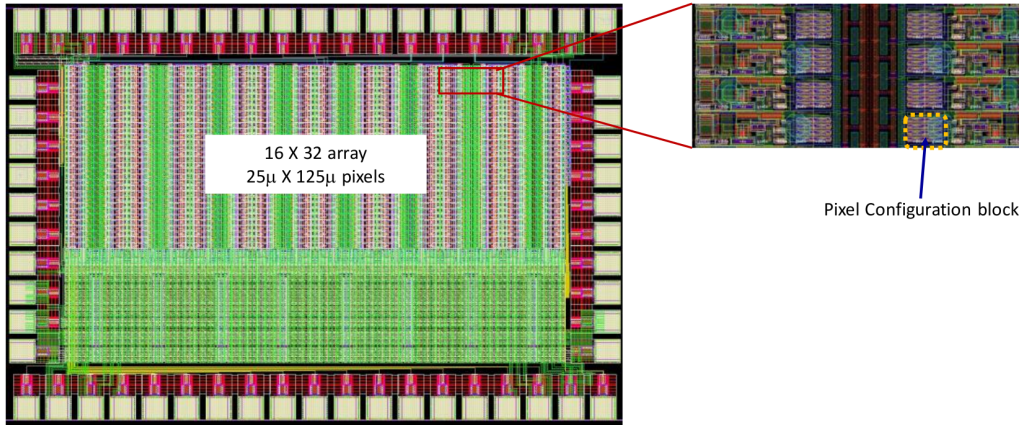 16 X 32 array
25μ X 125μ pixels
Pixel Configuration block